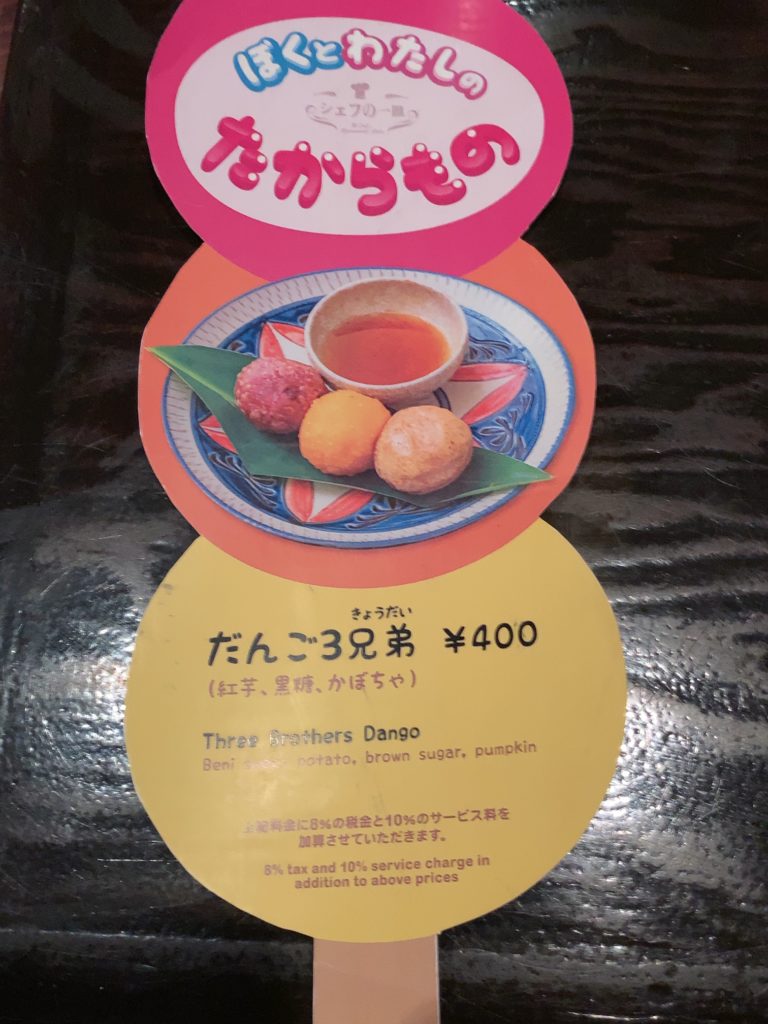 ぼくとわたしの
シェフの一皿
たからもの
きょうだい
だんご3兄弟 ¥400
(紅芋、黒糖、かぼちゃ)
Three Brothers Dango
Beni potato, brown sugar, pumpkin
料金に8%の税金と10%のサービス料を
加算させていただきます。
8% tax and 10% service charge in
addition to above prices